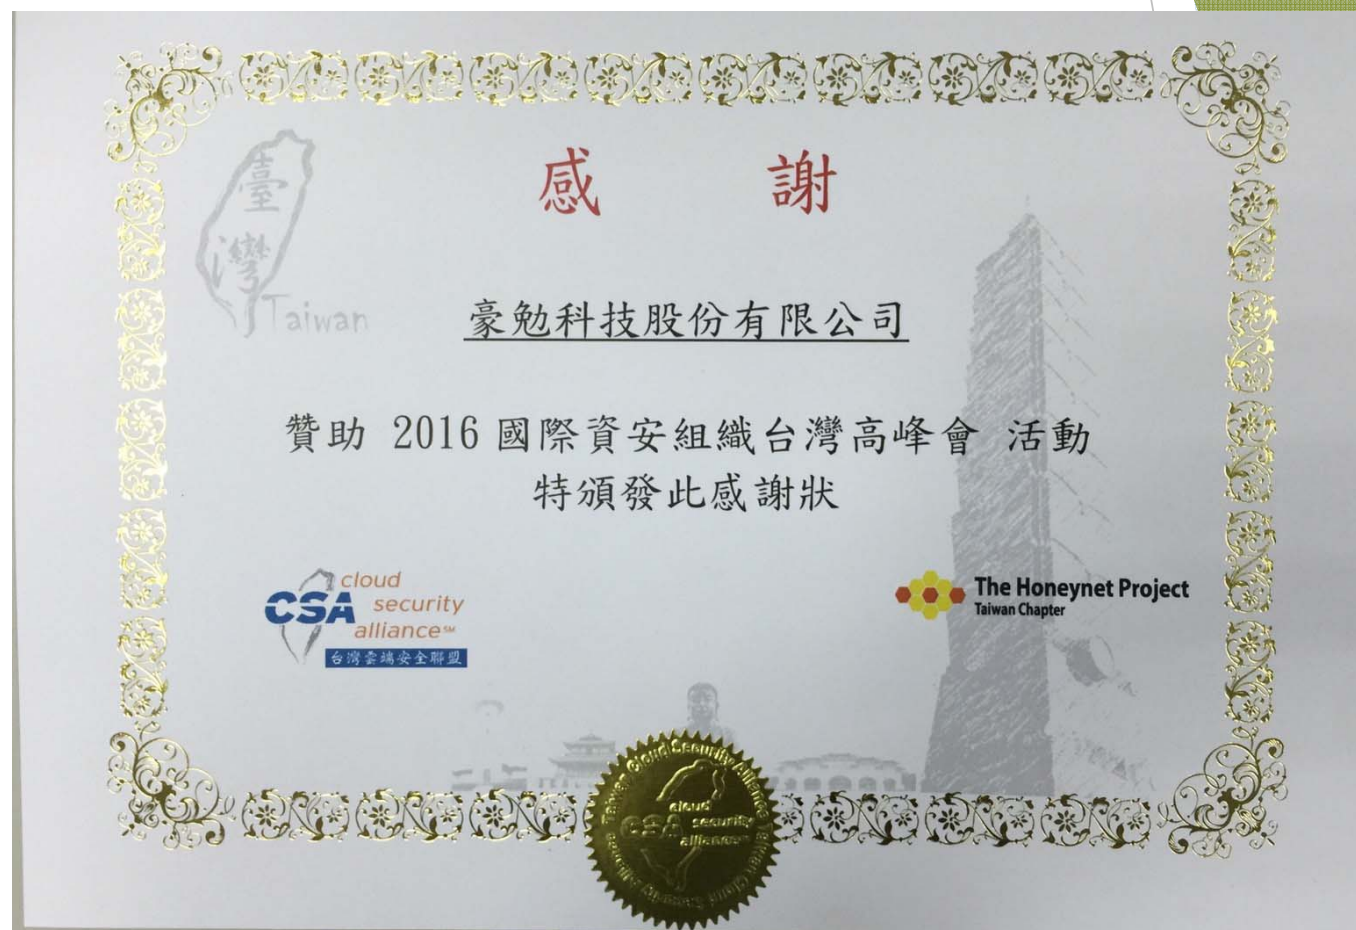 感 謝
臺灣
Taiwan
豪勉科技股份有限公司
贊助 2016 國際資安組織台灣高峰會 活動
特頒發此感謝狀
CSA cloud
security
alliance℠
台灣雲端安全聯盟
The Honeynet Project
Taiwan Chapter
Taiwan Cloud Security Alliance
cloud
CSA security
alliance